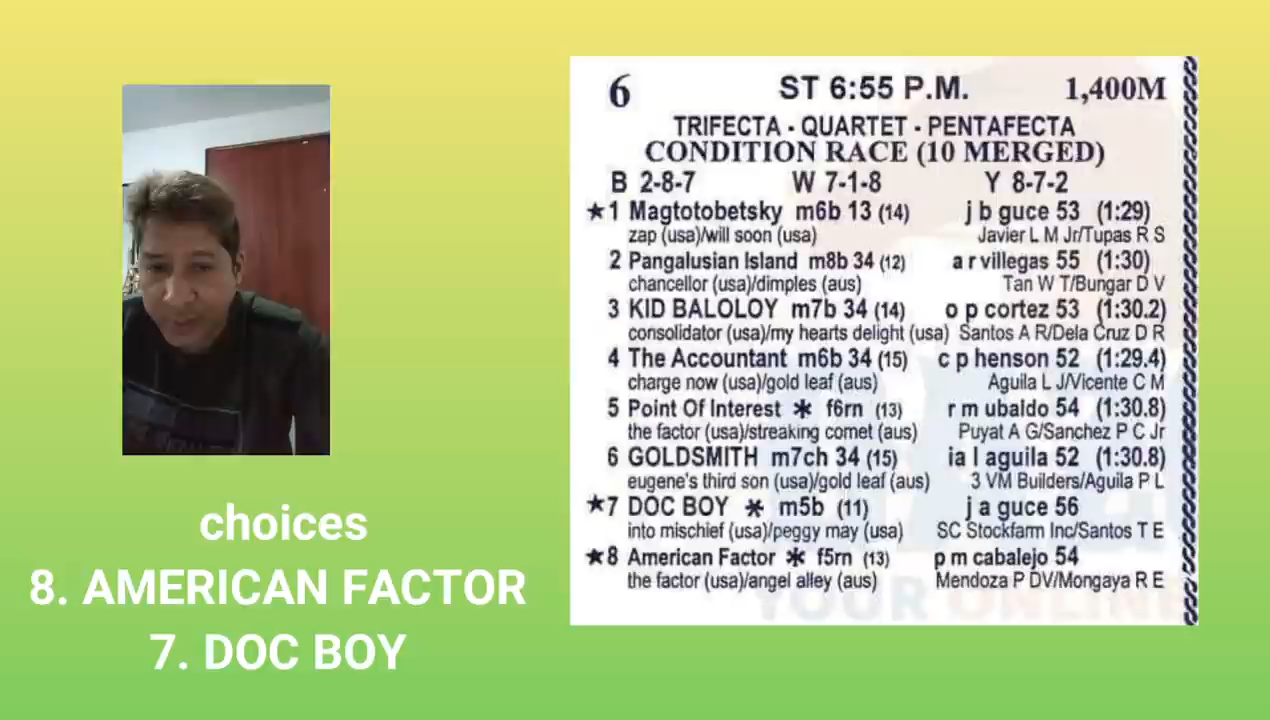 6 ST 6:55 P.M. 1,400M
TRIFECTA - QUARTET - PENTAFECTA
CONDITION RACE (10 MERGED)
B 2-8-7 W 7-1-8 Y 8-7-2
★1 Magtotobetsky m6b 13 (14) j b guce 53 (1:29)
zap (usa)/will soon (usa) Javier L M Jr/Tupas R S
2 Pangalusian Island m8b 34 (12) a r villegas 55 (1:30)
chancellor (usa)/dimples (aus) Tan W T/Bungar D V
3 KID BALOLOY m7b 34 (14) o p cortez 53 (1:30.2)
consolidator (usa)/my hearts delight (usa) Santos A R/Dela Cruz D R
4 The Accountant m6b 34 (15) c p henson 52 (1:29.4)
charge now (usa)/gold leaf (aus) Aguila L J/Vicente C M
5 Point Of Interest * f6rn (13) r m ubaldo 54 (1:30.8)
the factor (usa)/streaking comet (aus) Puyat A G/Sanchez P C Jr
6 GOLDSMITH m7ch 34 (15) ia l aguila 52 (1:30.8)
eugene's third son (usa)/gold leaf (aus) 3 VM Builders/Aguila P L
★7 DOC BOY * m5b (11) j a guce 56
into mischief (usa)/peggy may (usa) SC Stockfarm Inc/Santos T E
★8 American Factor * f5rn (13) p m cabalejo 54
the factor (usa)/angel alley (aus) Mendoza P DV/Mongaya R E
YOUR ONLINE
choices
8. AMERICAN FACTOR
7. DOC BOY